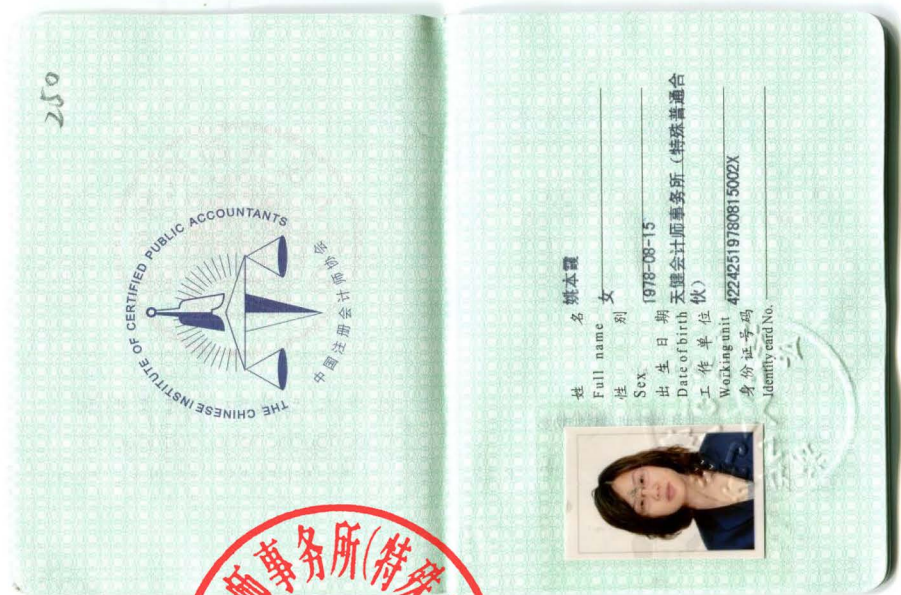 250
THE CHINESE INSTITUTE OF CERTIFIED PUBLIC ACCOUNTANTS
中国注册会计师协会
师事务所(特殊
姓 名 姚本霞
Full name
性 别 女
Sex
出 生 日 期 1978-08-15
Date of birth
工 作 单 位 天健会计师事务所(特殊普通合
伙)
Working unit
身份证号码 42242519780815002X
Identity card No.